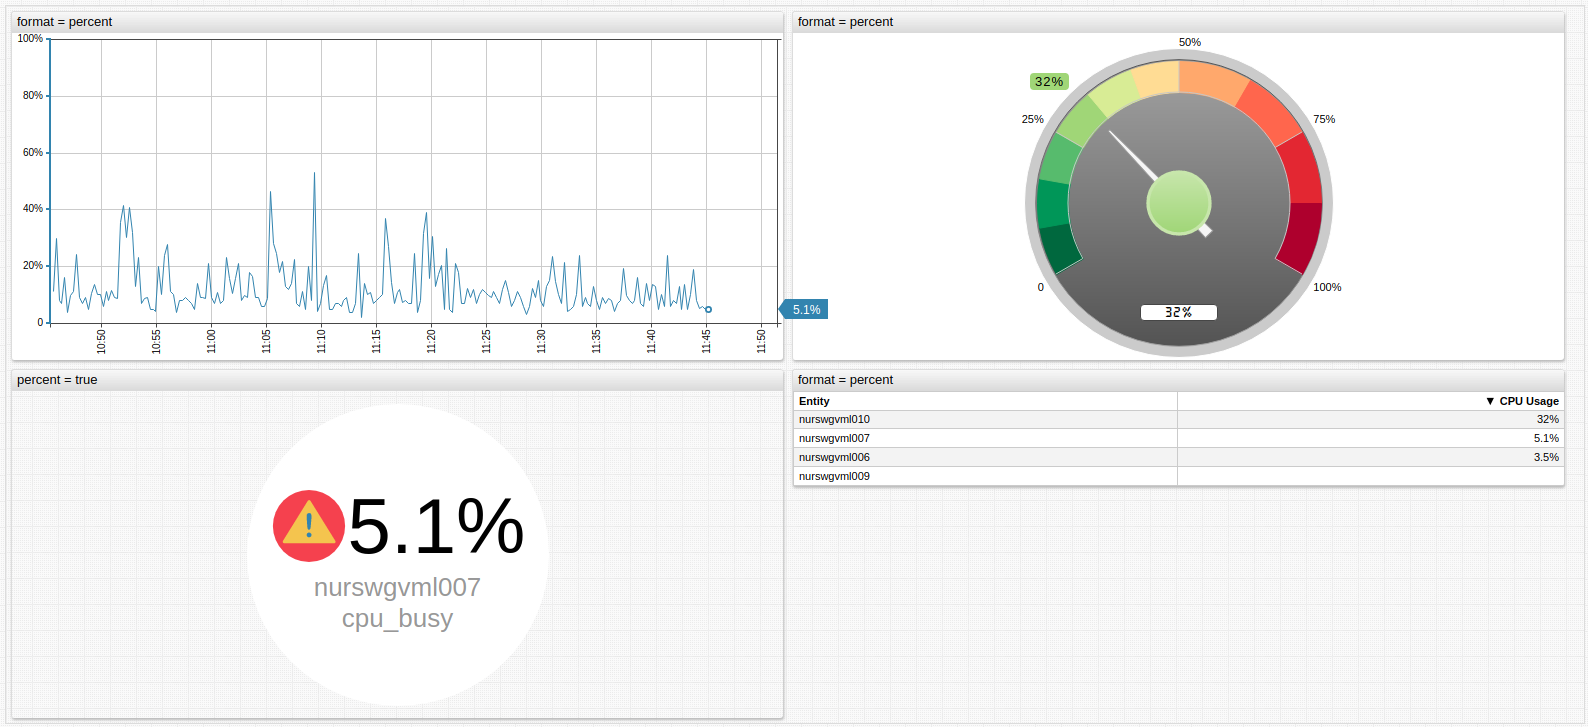 format = percent
100%
80%
60%
40%
20%
0
10:50
10:55
11:00
11:05
11:10
11:15
11:20
11:25
11:30
11:35
11:40
11:45
11:50
5.1%
format = percent
50%
32%
25%
75%
0
100%
32%
percent = true
5.1%
nurswgvml007
cpu_busy
format = percent
Entity ▼ CPU Usage
nurswgvml010 32%
nurswgvml007 5.1%
nurswgvml006 3.5%
nurswgvml009